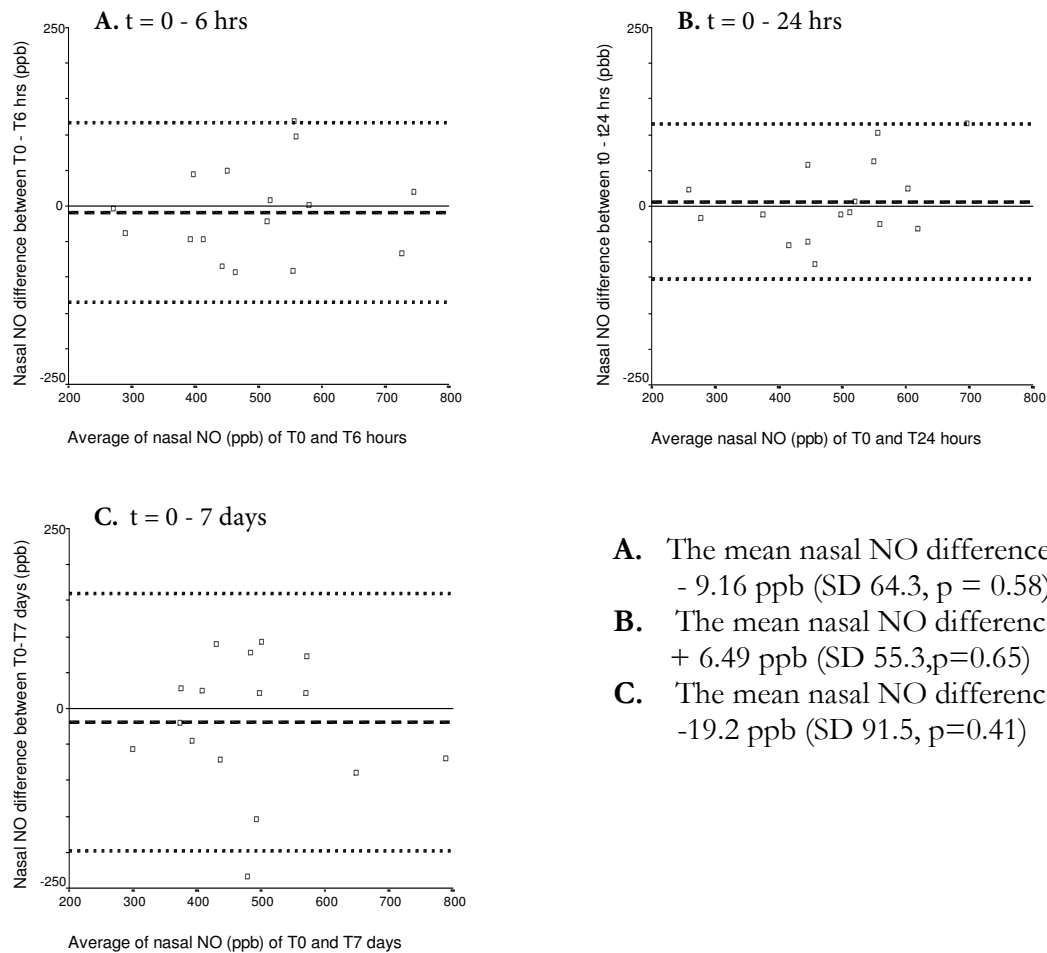 A. t = 0 - 6 hrs
Nasal NO difference between T0 - T6 hrs (ppb)
250
0
-250
200 300 400 500 600 700 800
Average of nasal NO (ppb) of T0 and T6 hours
B. t = 0 - 24 hrs
Nasal NO difference between t0 - t24 hrs (pbb)
250
0
-250
200 300 400 500 600 700 800
Average nasal NO (ppb) of T0 and T24 hours
C. t = 0 - 7 days
Nasal NO difference between T0-T7 days (ppb)
250
0
-250
200 300 400 500 600 700 800
Average of nasal NO (ppb) of T0 and T7 days
A. The mean nasal NO difference
- 9.16 ppb (SD 64.3, p = 0.58)
B. The mean nasal NO difference
+ 6.49 ppb (SD 55.3,p=0.65)
C. The mean nasal NO difference
-19.2 ppb (SD 91.5, p=0.41)